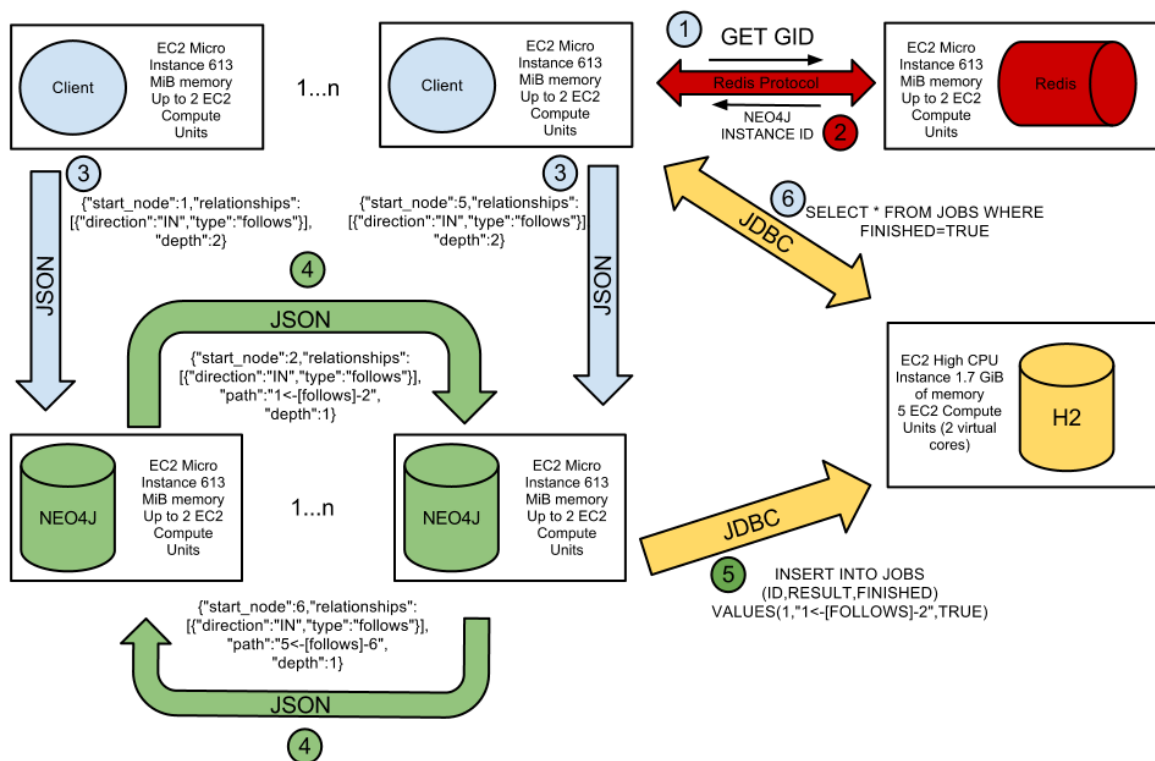 Client
EC2 Micro
Instance 613
MiB memory
Up to 2 EC2
Compute
Units
1...n
Client
EC2 Micro
Instance 613
MiB memory
Up to 2 EC2
Compute
Units
1
GET GID
Redis Protocol
NEO4J
INSTANCE ID
2
EC2 Micro
Instance 613
MiB memory
Up to 2 EC2
Compute
Units
Redis
3
JSON
{"start_node":1,"relationships":
[{"direction":"IN","type":"follows"}],
"depth":2}
3
JSON
{"start_node":5,"relationships":
[{"direction":"IN","type":"follows"}]
"depth":2}
JDBC
6
SELECT * FROM JOBS WHERE
FINISHED=TRUE
4
JSON
{"start_node":2,"relationships":
[{"direction":"IN","type":"follows"}],
"path":"1<-[follows]-2",
"depth":1}
EC2 High CPU
Instance 1.7 GiB
of memory
5 EC2 Compute
Units (2 virtual
cores)
H2
NEO4J
EC2 Micro
Instance 613
MiB memory
Up to 2 EC2
Compute
Units
1...n
NEO4J
EC2 Micro
Instance 613
MiB memory
Up to 2 EC2
Compute
Units
JDBC
5
INSERT INTO JOBS
(ID,RESULT,FINISHED)
VALUES(1,"1<-[FOLLOWS]-2",TRUE)
{"start_node":6,"relationships":
[{"direction":"IN","type":"follows"}],
"path":"5<-[follows]-6",
"depth":1}
JSON
4